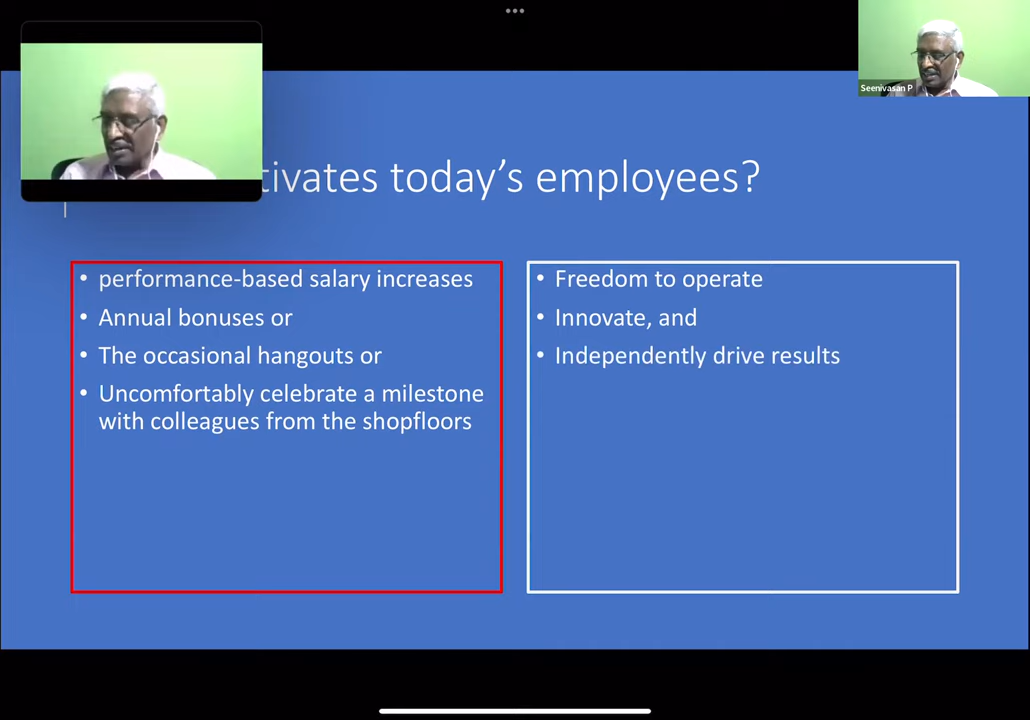 Seenivasan P
today's employees?
• performance-based salary increases
• Annual bonuses or
• The occasional hangouts or
• Uncomfortably celebrate a milestone
with colleagues from the shopfloors
• Freedom to operate
• Innovate, and
• Independently drive results